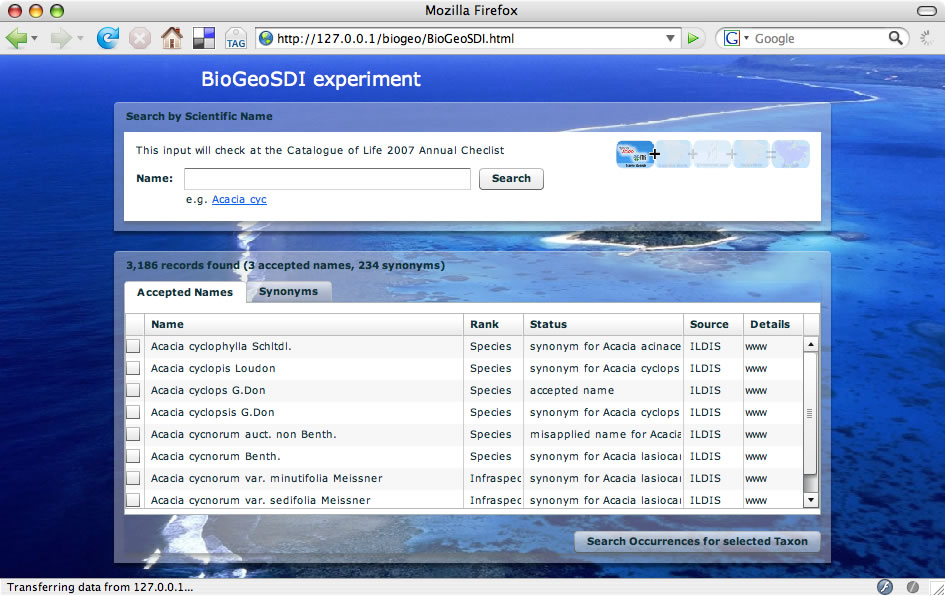 Mozilla Firefox
TAG
http://127.0.0.1/biogeo/BioGeoSDI.html
G Google
BioGeoSDI experiment
Search by Scientific Name
This input will check at the Catalogue of Life 2007 Annual Checlist
Name: Search
e.g. Acacia cyc
3,186 records found (3 accepted names, 234 synonyms)
Accepted Names Synonyms
Name Rank Status Source Details
Acacia cyclophylla Schltdl. Species synonym for Acacia acinace ILDIS www
Acacia cyclopis Loudon Species synonym for Acacia cyclops ILDIS www
Acacia cyclops G.Don Species accepted name ILDIS www
Acacia cyclopsis G.Don Species synonym for Acacia cyclops ILDIS www
Acacia cycnorum auct. non Benth. Species misapplied name for Acacia ILDIS www
Acacia cycnorum Benth. Species synonym for Acacia lasiocar ILDIS www
Acacia cycnorum var. minutifolia Meissner Infraspec synonym for Acacia lasiocar ILDIS www
Acacia cycnorum var. sedifolia Meissner Infraspec synonym for Acacia lasiocar ILDIS www
Search Occurrences for selected Taxon
Transferring data from 127.0.0.1...